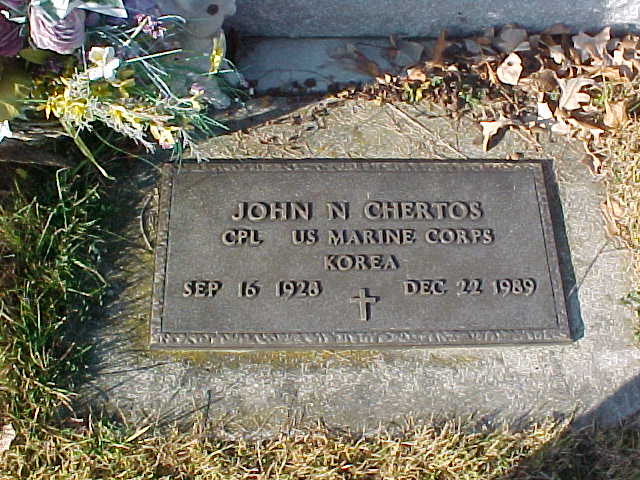 JOHN N CHERTOS
CPL US MARINE CORPS
KOREA
SEP 16 1928 DEC 22 1989